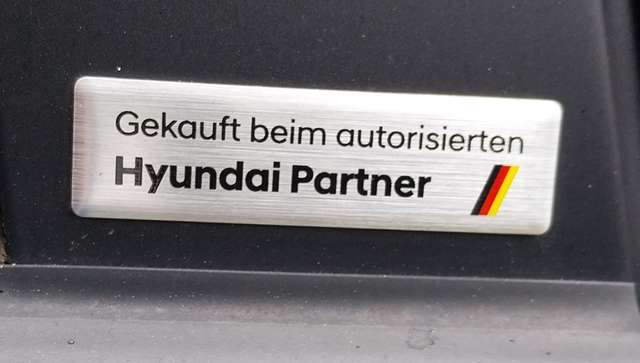 Gekauft beim autorisierten
Hyundai Partner